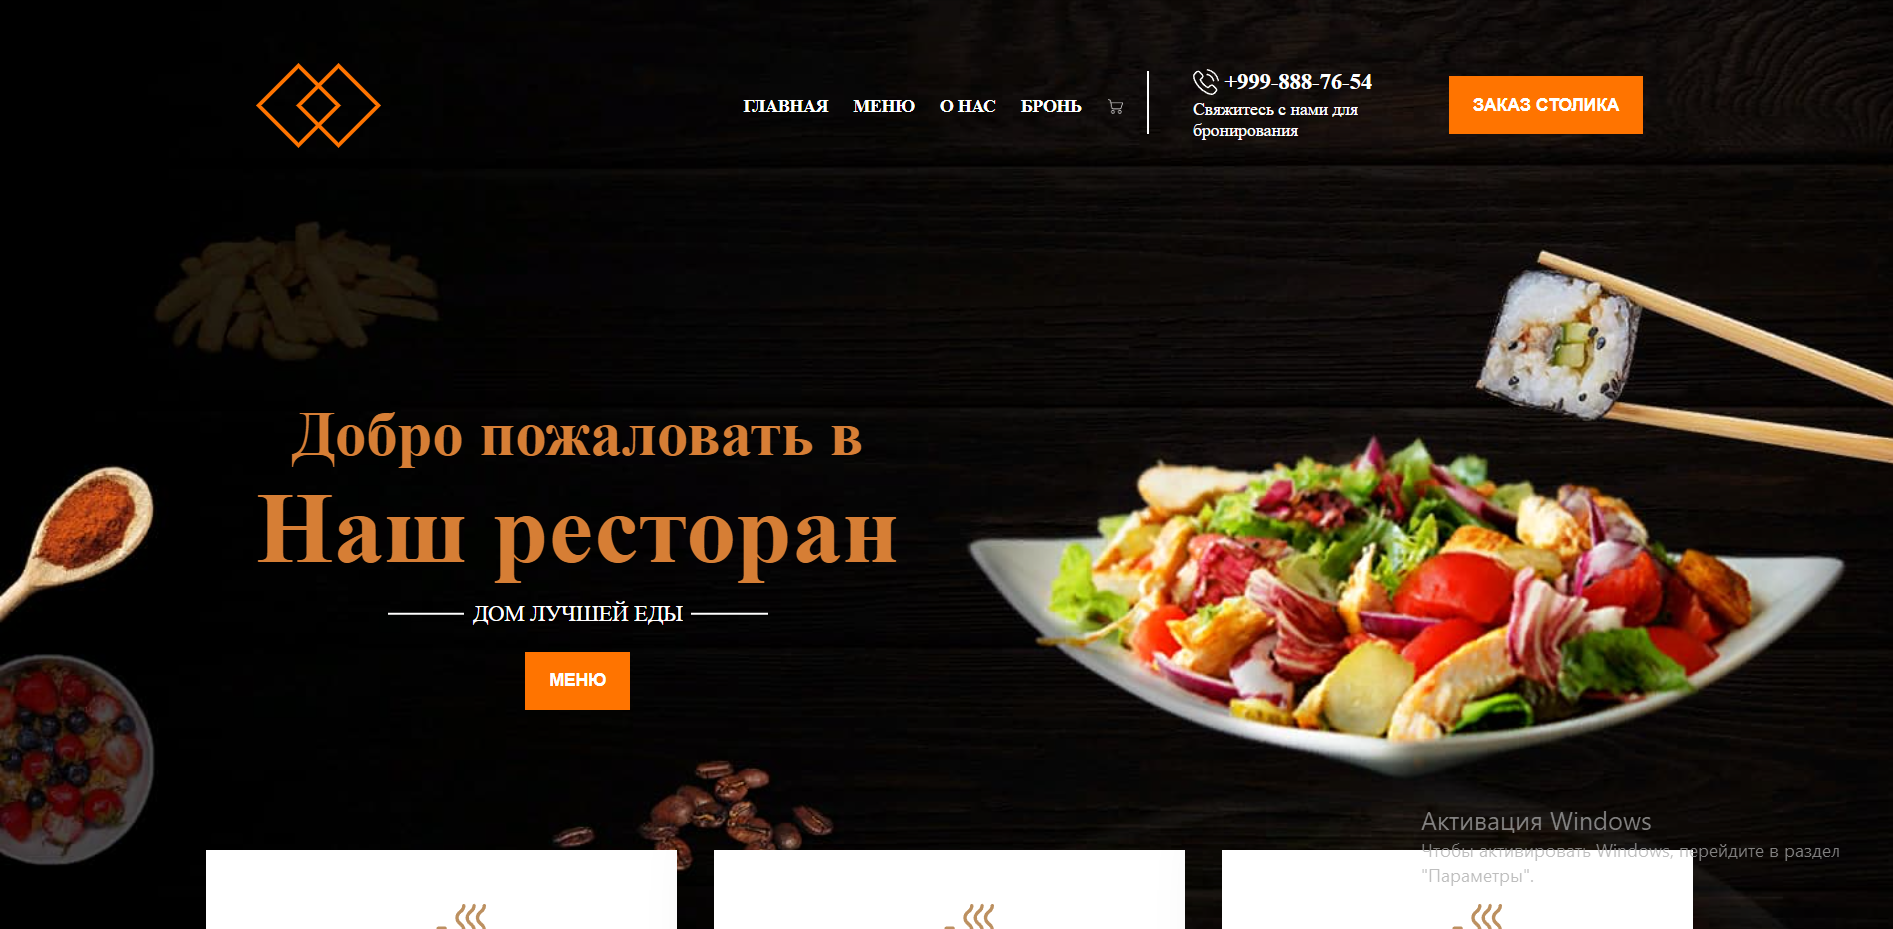 ГЛАВНАЯ МЕНЮ О НАС БРОНЬ
+999-888-76-54
Свяжитесь с нами для
бронирования
ЗАКАЗ СТОЛИКА
Добро пожаловать в
Наш ресторан
ДОМ ЛУЧШЕЙ ЕДЫ
МЕНЮ
Активация Windows
Чтобы активировать Windows, перейдите в раздел
"Параметры".